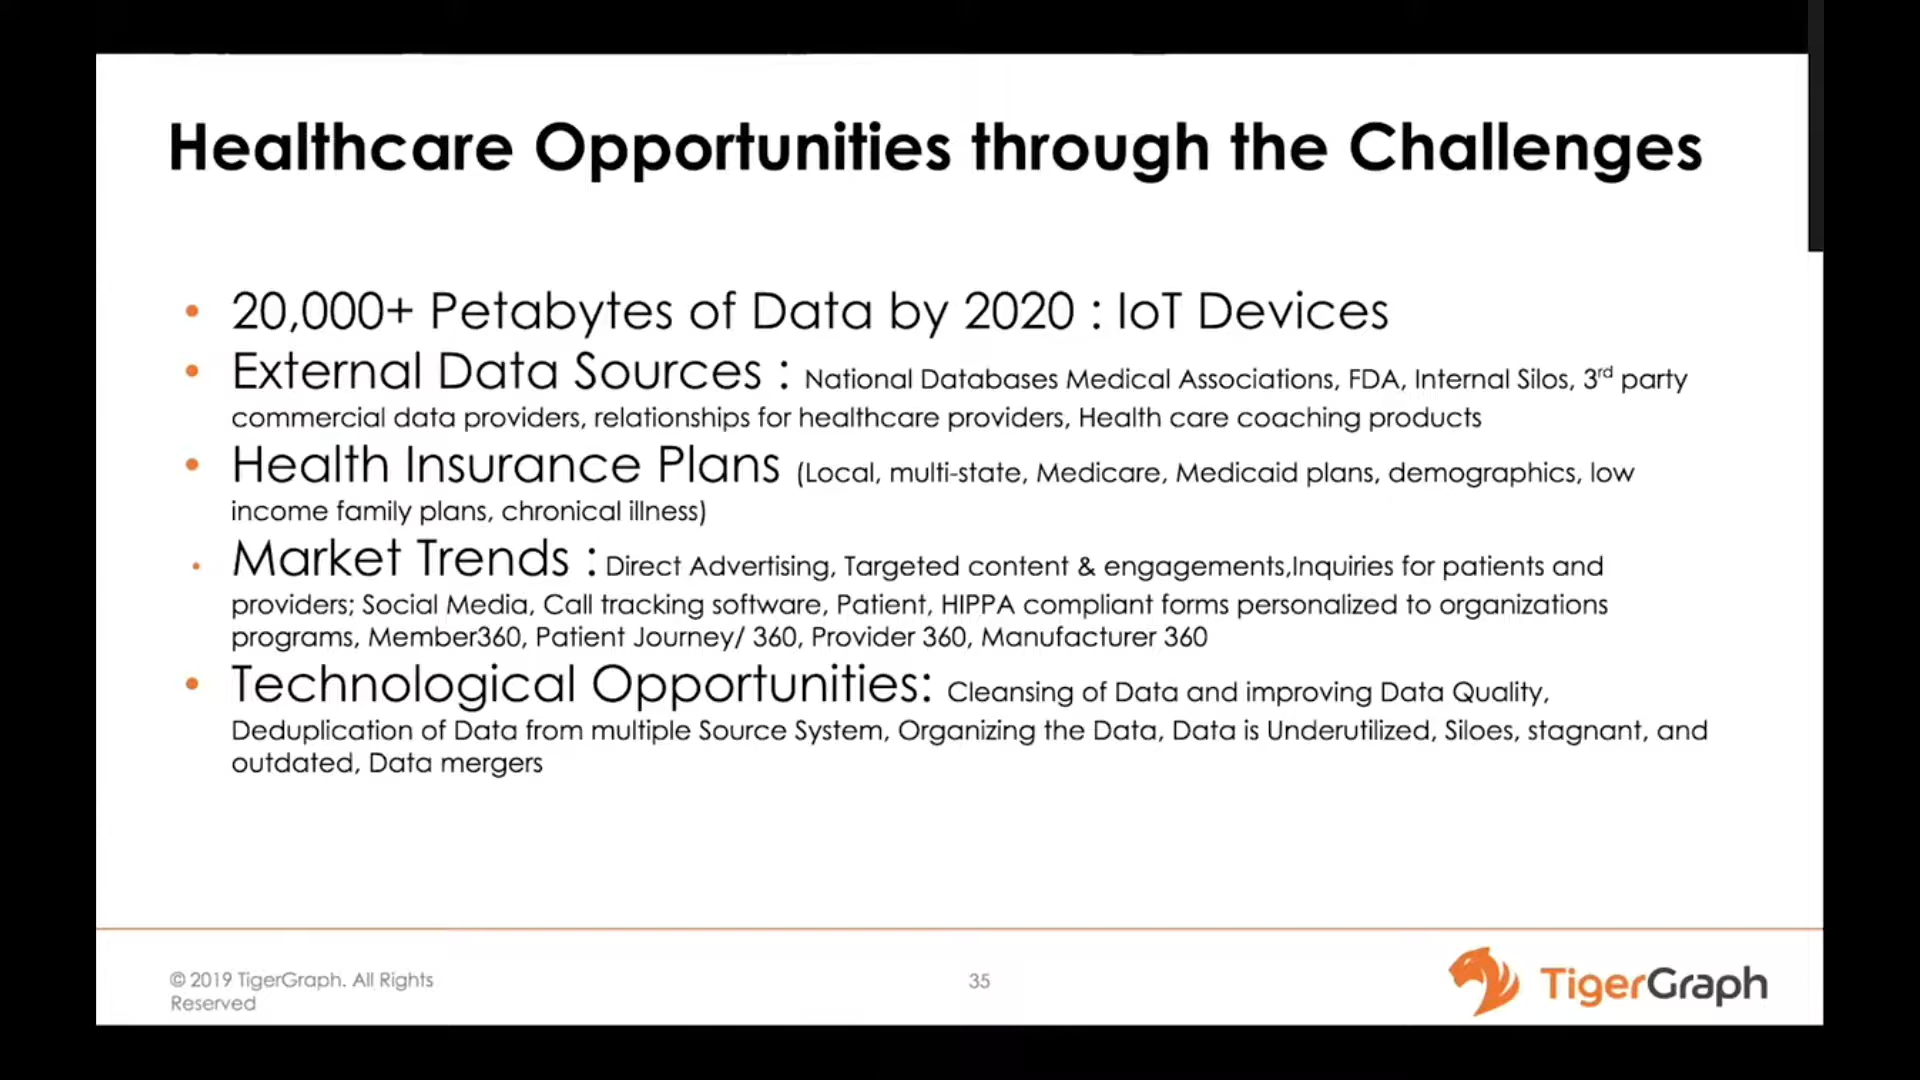 Healthcare Opportunities through the Challenges
• 20,000+ Petabytes of Data by 2020 : IoT Devices
• External Data Sources : National Databases Medical Associations, FDA, Internal Silos, 3rd party
commercial data providers, relationships for healthcare providers, Health care coaching products
• Health Insurance Plans (Local, multi-state, Medicare, Medicaid plans, demographics, low
income family plans, chronical illness)
• Market Trends : Direct Advertising, Targeted content & engagements,Inquiries for patients and
providers; Social Media, Call tracking software, Patient, HIPPA compliant forms personalized to organizations
programs, Member360, Patient Journey/ 360, Provider 360, Manufacturer 360
• Technological Opportunities: Cleansing of Data and improving Data Quality,
Deduplication of Data from multiple Source System, Organizing the Data, Data is Underutilized, Siloes, stagnant, and
outdated, Data mergers
© 2019 TigerGraph. All Rights
Reserved
35
TigerGraph